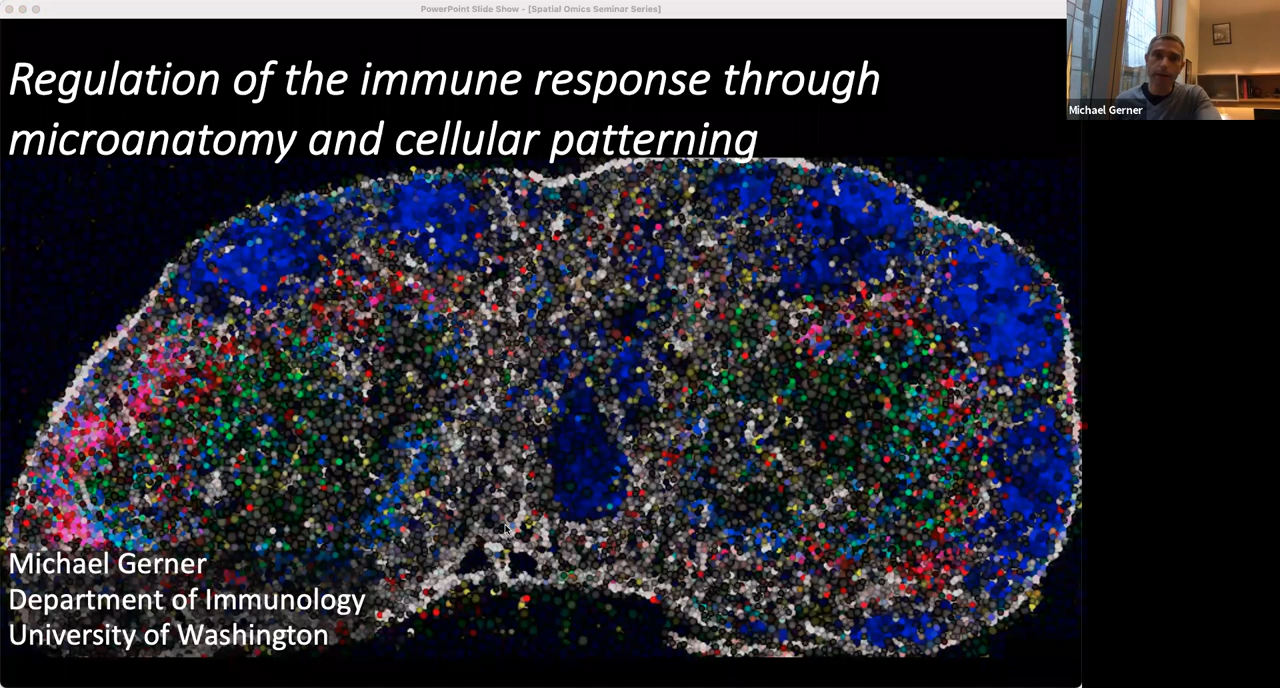 PowerPoint Slide Show - [Spatial Omics Seminar Series]
Regulation of the immune response through
microanatomy and cellular patterning
Michael Gerner
Michael Gerner
Department of Immunology
University of Washington